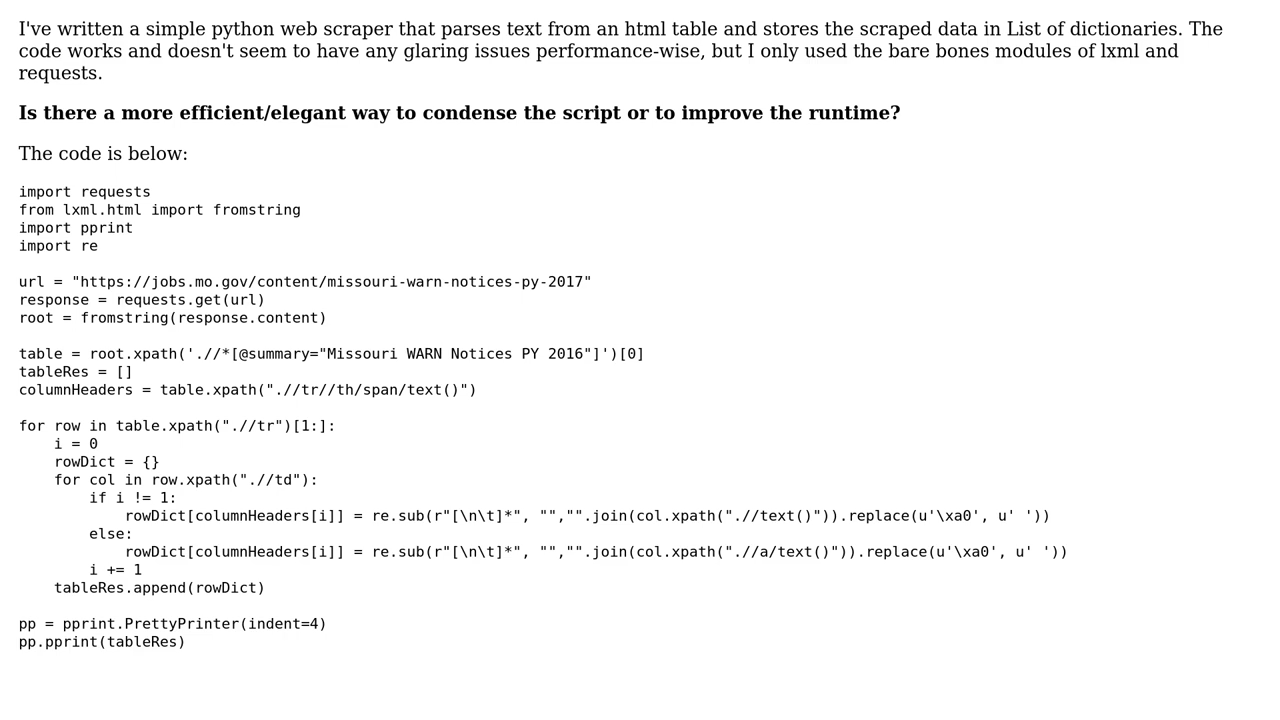 I've written a simple python web scraper that parses text from an html table and stores the scraped data in List of dictionaries. The
code works and doesn't seem to have any glaring issues performance-wise, but I only used the bare bones modules of lxml and
requests.
Is there a more efficient/elegant way to condense the script or to improve the runtime?
The code is below:
import requests
from lxml.html import fromstring
import pprint
import re
url = "https://jobs.mo.gov/content/missouri-warn-notices-py-2017"
response = requests.get(url)
root = fromstring(response.content)
table = root.xpath('.//*[@summary="Missouri WARN Notices PY 2016"]')[0]
tableRes = []
columnHeaders = table.xpath(".//tr//th/span/text()")
for row in table.xpath(".//tr")[1:]:
    i = 0
    rowDict = {}
    for col in row.xpath(".//td"):
        if i != 1:
            rowDict[columnHeaders[i]] = re.sub(r"[\n\t]*", "","".join(col.xpath(".//text()")).replace(u'\xa0', u' '))
        else:
            rowDict[columnHeaders[i]] = re.sub(r"[\n\t]*", "","".join(col.xpath(".//a/text()")).replace(u'\xa0', u' '))
        i += 1
    tableRes.append(rowDict)
pp = pprint.PrettyPrinter(indent=4)
pp.pprint(tableRes)